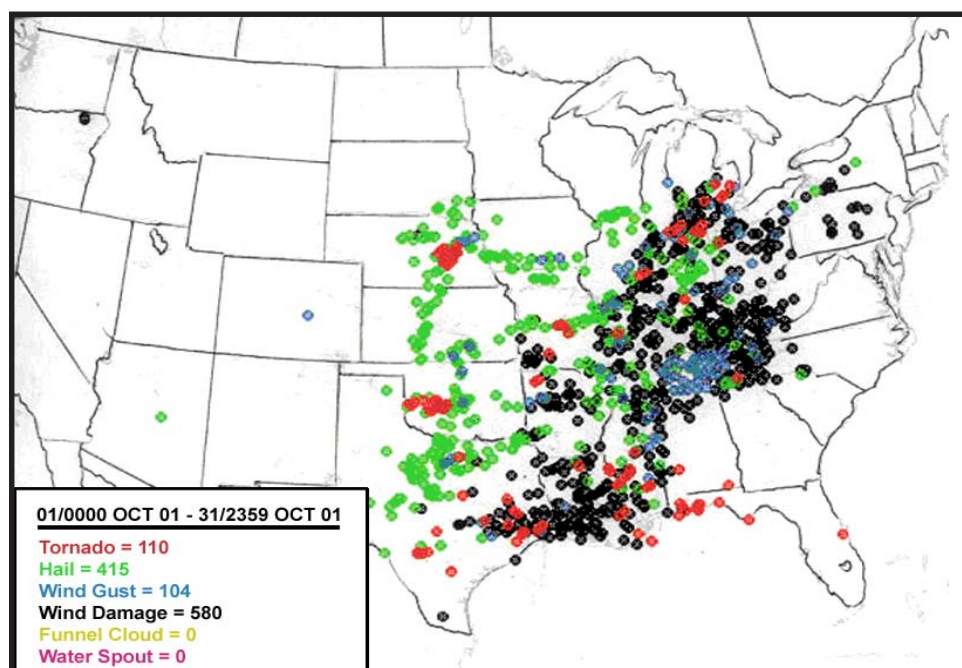 01/0000 OCT 01 - 31/2359 OCT 01
Tornado = 110
Hail = 415
Wind Gust = 104
Wind Damage = 580
Funnel Cloud = 0
Water Spout = 0